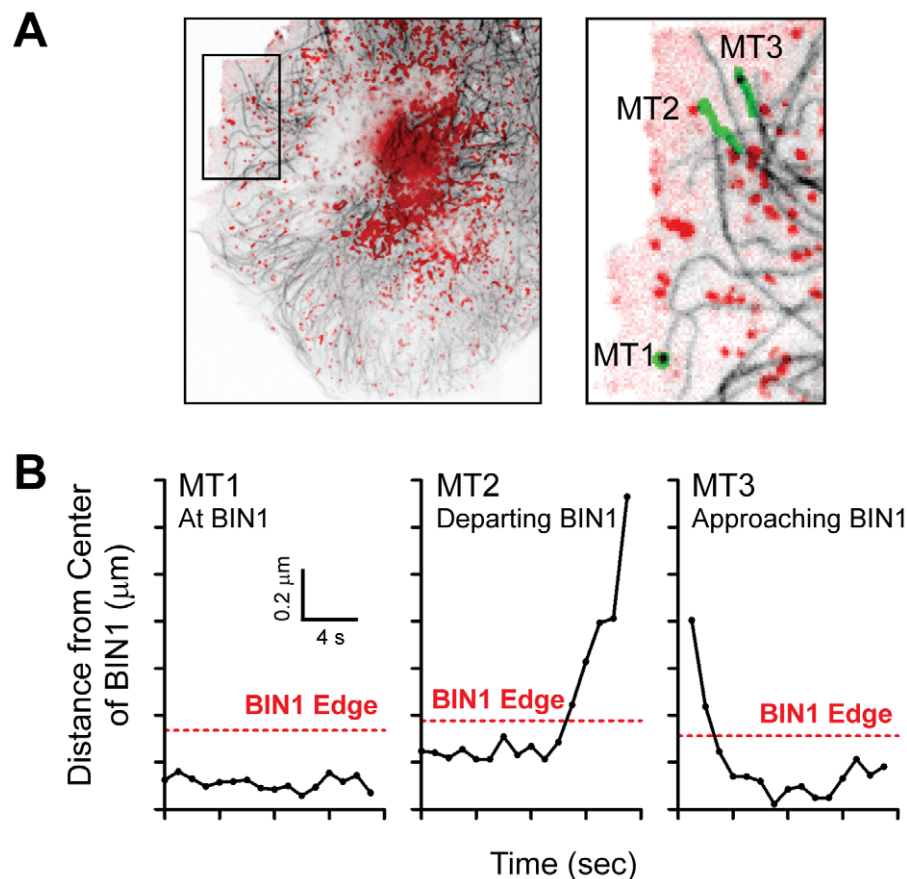 A
MT3
MT2
MT1
B
MT1
At BIN1
MT2
Departing BIN1
MT3
Approaching BIN1
Distance from Center
of BIN1 (μm)
0.2 μm
4 s
BIN1 Edge
BIN1 Edge
BIN1 Edge
Time (sec)